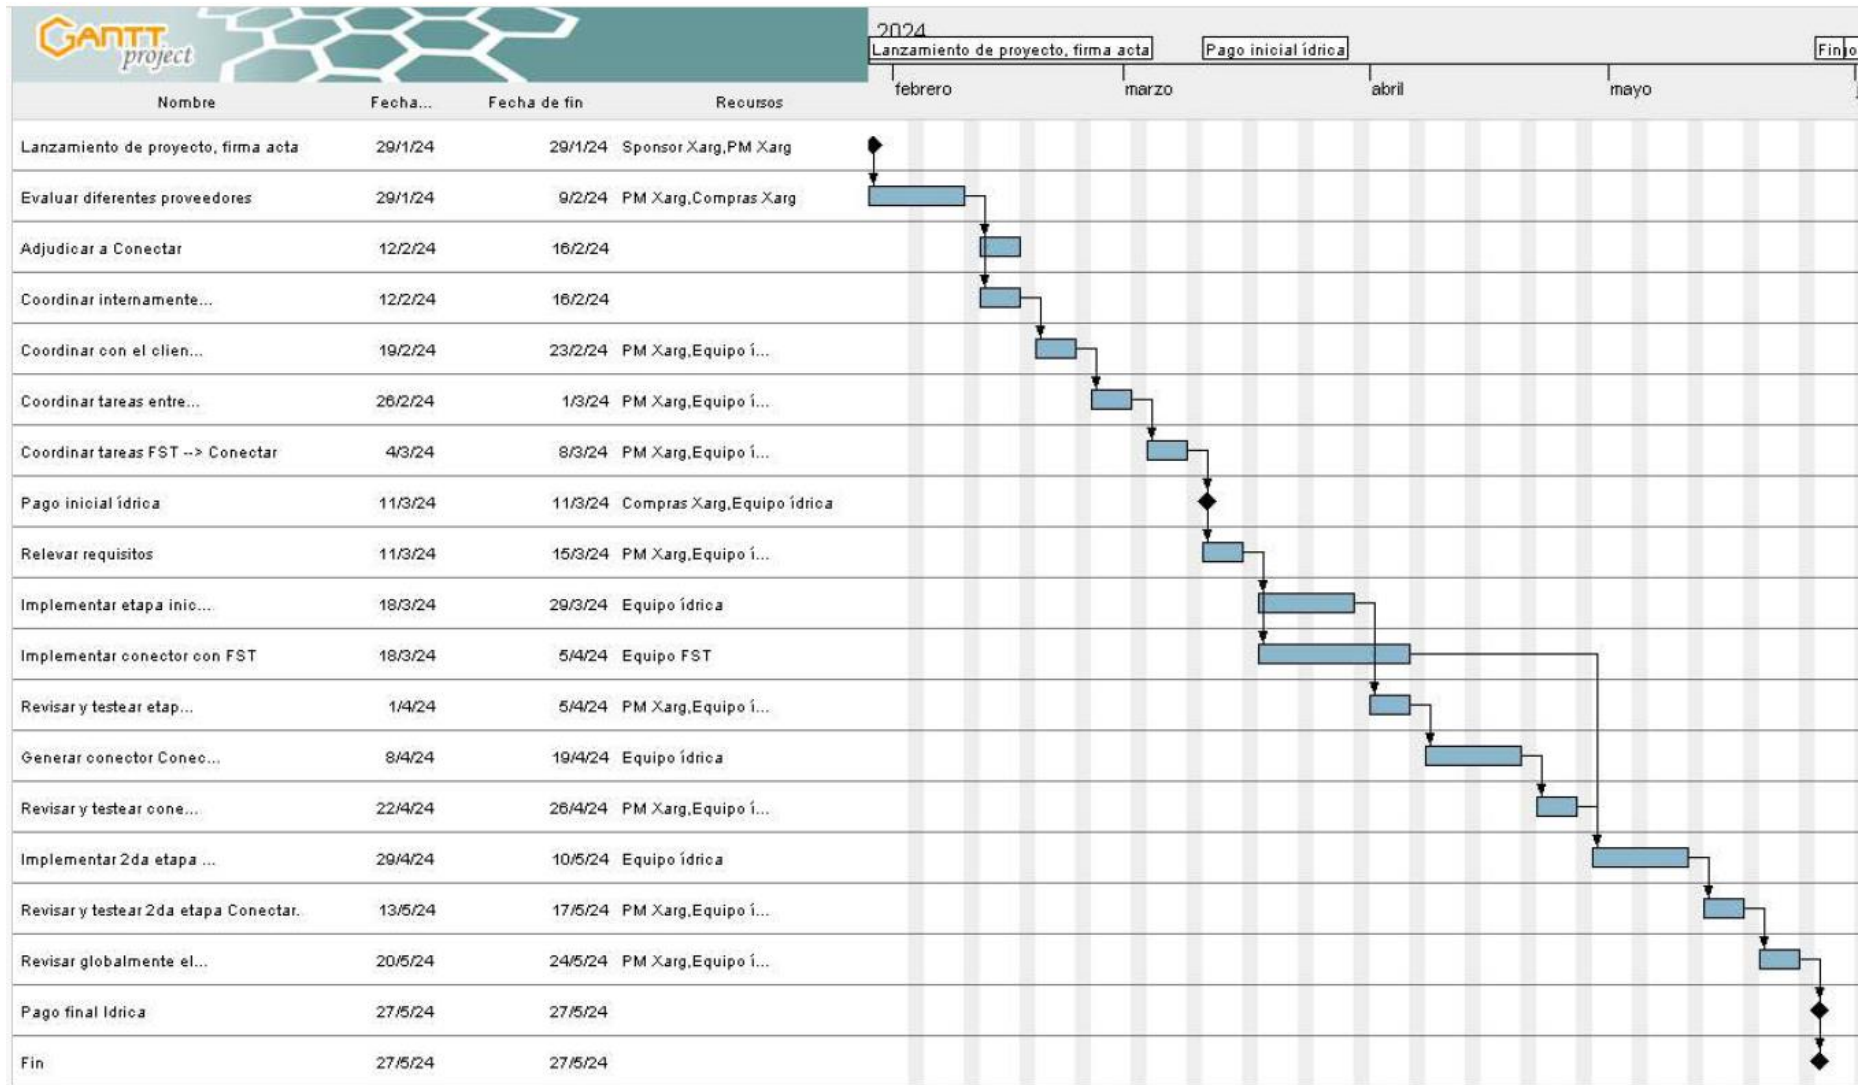 GANTT
project
2024
Lanzamiento de proyecto, firma acta Pago inicial ídrica Fin
febrero marzo abril mayo
Nombre Fecha... Fecha de fin Recursos
Lanzamiento de proyecto, firma acta 29/1/24 29/1/24 Sponsor Xarg,PM Xarg
Evaluar diferentes proveedores 29/1/24 9/2/24 PM Xarg,Compras Xarg
Adjudicar a Conectar 12/2/24 16/2/24
Coordinar internamente... 12/2/24 16/2/24
Coordinar con el clien... 19/2/24 23/2/24 PM Xarg,Equipo í...
Coordinar tareas entre... 26/2/24 1/3/24 PM Xarg,Equipo í...
Coordinar tareas FST --> Conectar 4/3/24 8/3/24 PM Xarg,Equipo í...
Pago inicial ídrica 11/3/24 11/3/24 Compras Xarg,Equipo ídrica
Relevar requisitos 11/3/24 15/3/24 PM Xarg,Equipo í...
Implementar etapa inic... 18/3/24 29/3/24 Equipo ídrica
Implementar conector con FST 18/3/24 5/4/24 Equipo FST
Revisar y testear etap... 1/4/24 5/4/24 PM Xarg,Equipo í...
Generar conector Conec... 8/4/24 19/4/24 Equipo ídrica
Revisar y testear cone... 22/4/24 26/4/24 PM Xarg,Equipo í...
Implementar 2da etapa ... 29/4/24 10/5/24 Equipo ídrica
Revisar y testear 2da etapa Conectar. 13/5/24 17/5/24 PM Xarg,Equipo í...
Revisar globalmente el... 20/5/24 24/5/24 PM Xarg,Equipo í...
Pago final Idrica 27/5/24 27/5/24
Fin 27/5/24 27/5/24